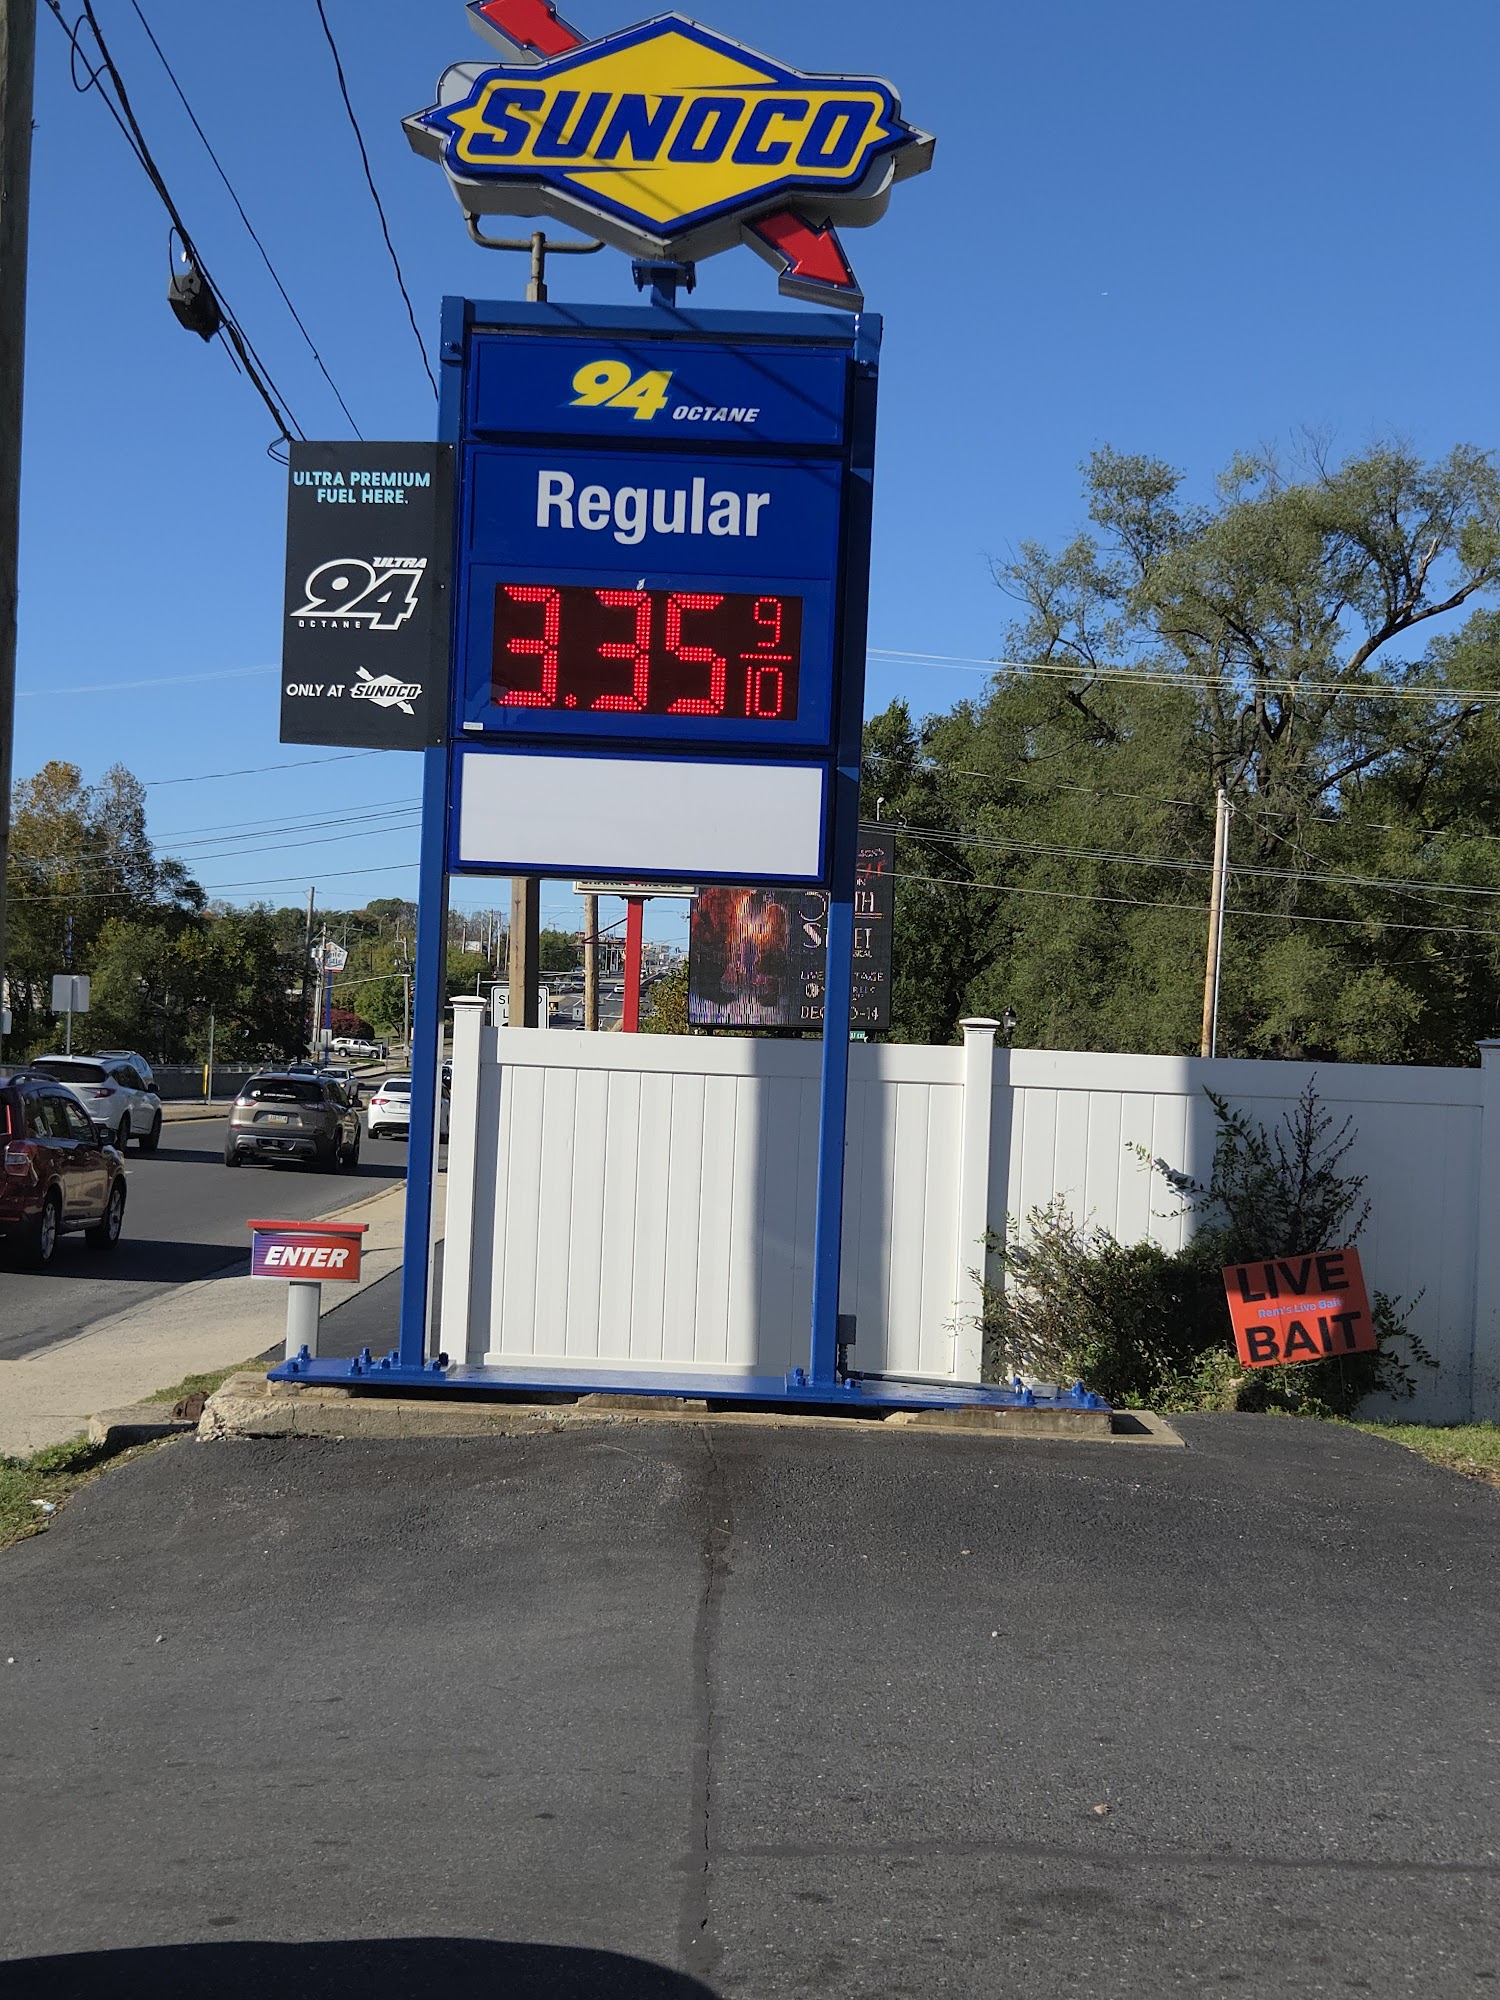 SUNOCO
94 OCTANE
Regular
3.35 9/10
ULTRA PREMIUM
FUEL HERE.
ULTRA
94
OCTANE
ONLY AT SUNOCO
ENTER
LIVE
Rem's Live Bait
BAIT